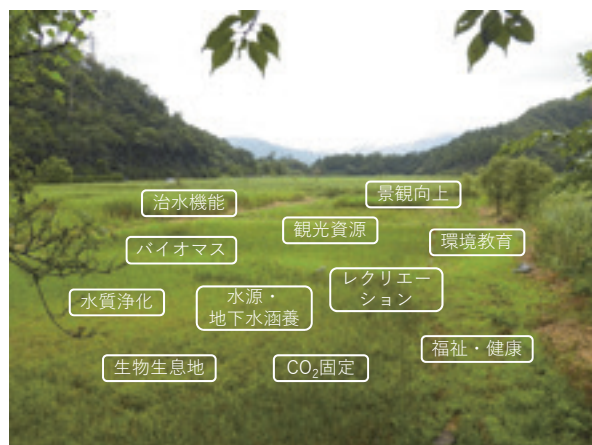 景観向上
治水機能
観光資源
環境教育
バイオマス
レクリエー
ション
水質浄化
水源・
地下水涵養
福祉・健康
生物生息地
CO₂固定